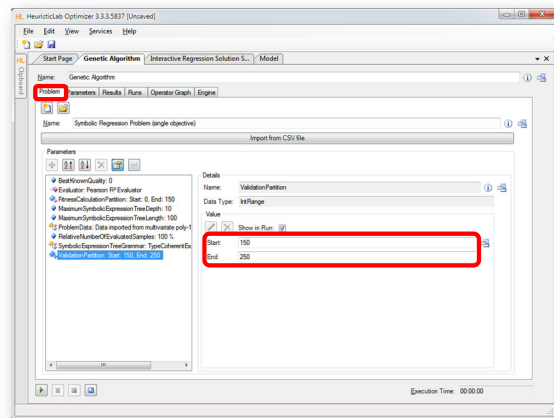 HeuristicLab Optimizer 3.3.3.5837 [Unsaved]
File Edit View Services Help
Start Page Genetic Algorithm Interactive Regression Solution S... Model
Clipboard
Name: Genetic Algorithm
Problem Parameters Results Runs Operator Graph Engine
Name: Symbolic Regression Problem (single objective)
Import from CSV file
Parameters
BestKnownQuality: 0
Evaluator: Pearson R² Evaluator
FitnessCalculationPartition: Start: 0, End: 150
MaximumSymbolicExpressionTreeDepth: 10
MaximumSymbolicExpressionTreeLength: 100
ProblemData: Data imported from multivariate poly-1
RelativeNumberOfEvaluatedSamples: 100 %
SymbolicExpressionTreeGrammar: TypeCoherentEx
ValidationPartition: Start: 150, End: 250
Details
Name: ValidationPartition
Data Type: IntRange
Value
Show in Run:
Start: 150
End: 250
Execution Time: 00:00:00